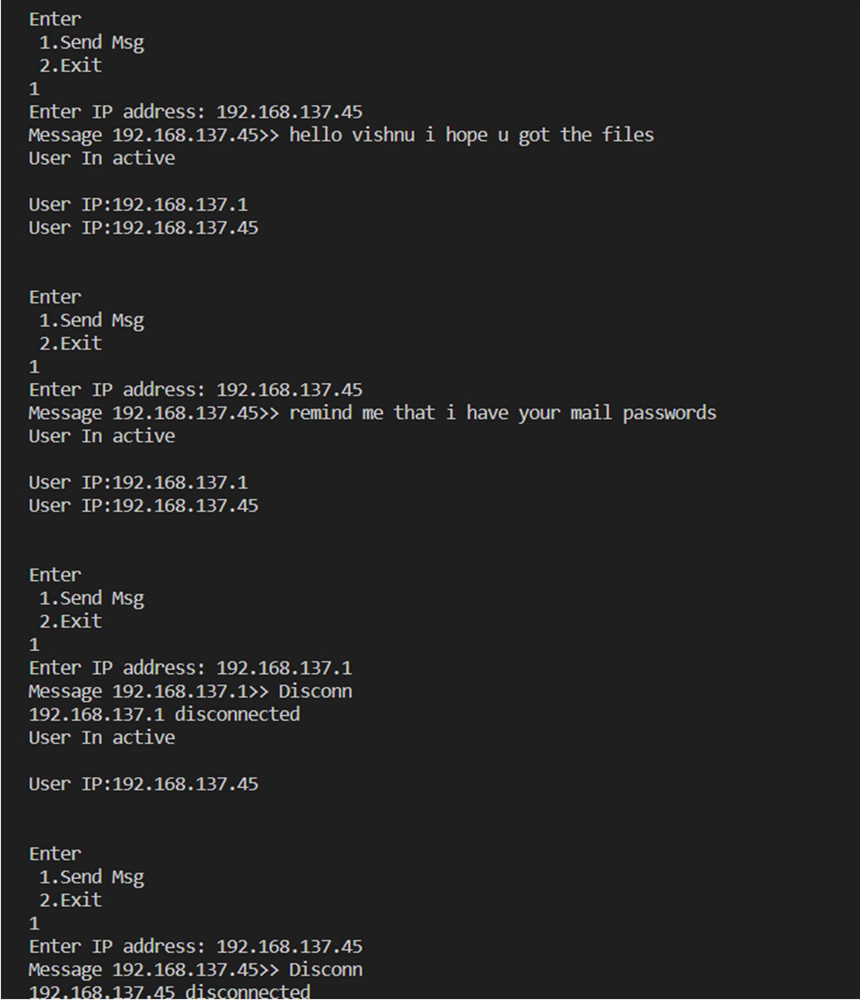 Enter
1.Send Msg
2.Exit
1
Enter IP address: 192.168.137.45
Message 192.168.137.45>> hello vishnu i hope u got the files
User In active
User IP:192.168.137.1
User IP:192.168.137.45
Enter
1.Send Msg
2.Exit
1
Enter IP address: 192.168.137.45
Message 192.168.137.45>> remind me that i have your mail passwords
User In active
User IP:192.168.137.1
User IP:192.168.137.45
Enter
1.Send Msg
2.Exit
1
Enter IP address: 192.168.137.1
Message 192.168.137.1>> Disconn
192.168.137.1 disconnected
User In active
User IP:192.168.137.45
Enter
1.Send Msg
2.Exit
1
Enter IP address: 192.168.137.45
Message 192.168.137.45>> Disconn
192.168.137.45 disconnected